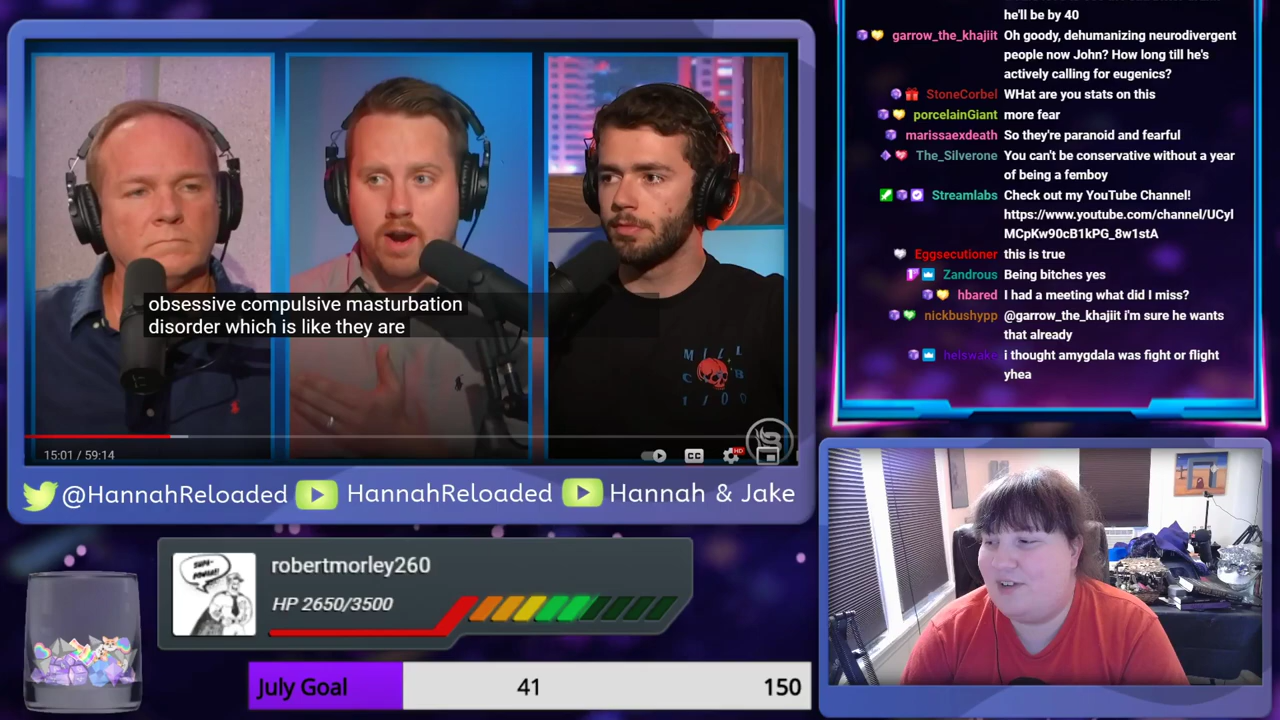 obsessive compulsive masturbation
disorder which is like they are
MILL
15:01 / 59:14
CC
HD
@HannahReloaded HannahReloaded Hannah & Jake
robertmorley260
HP 2650/3500
July Goal 41 150
he'll be by 40
garrow_the_khajiit Oh goody, dehumanizing neurodivergent
people now John? How long till he's
actively calling for eugenics?
StoneCorbel WHat are you stats on this
porcelainGiant more fear
marissaexdeath So they're paranoid and fearful
The_Silverone You can't be conservative without a year
of being a femboy
Streamlabs Check out my YouTube Channel!
https://www.youtube.com/channel/UCyl
MCpKw90cB1kPG_8w1stA
Eggsecutioner this is true
Zandrous Being bitches yes
hbared I had a meeting what did I miss?
nickbushypp @garrow_the_khajiit i'm sure he wants
that already
helswake i thought amygdala was fight or flight
yhea